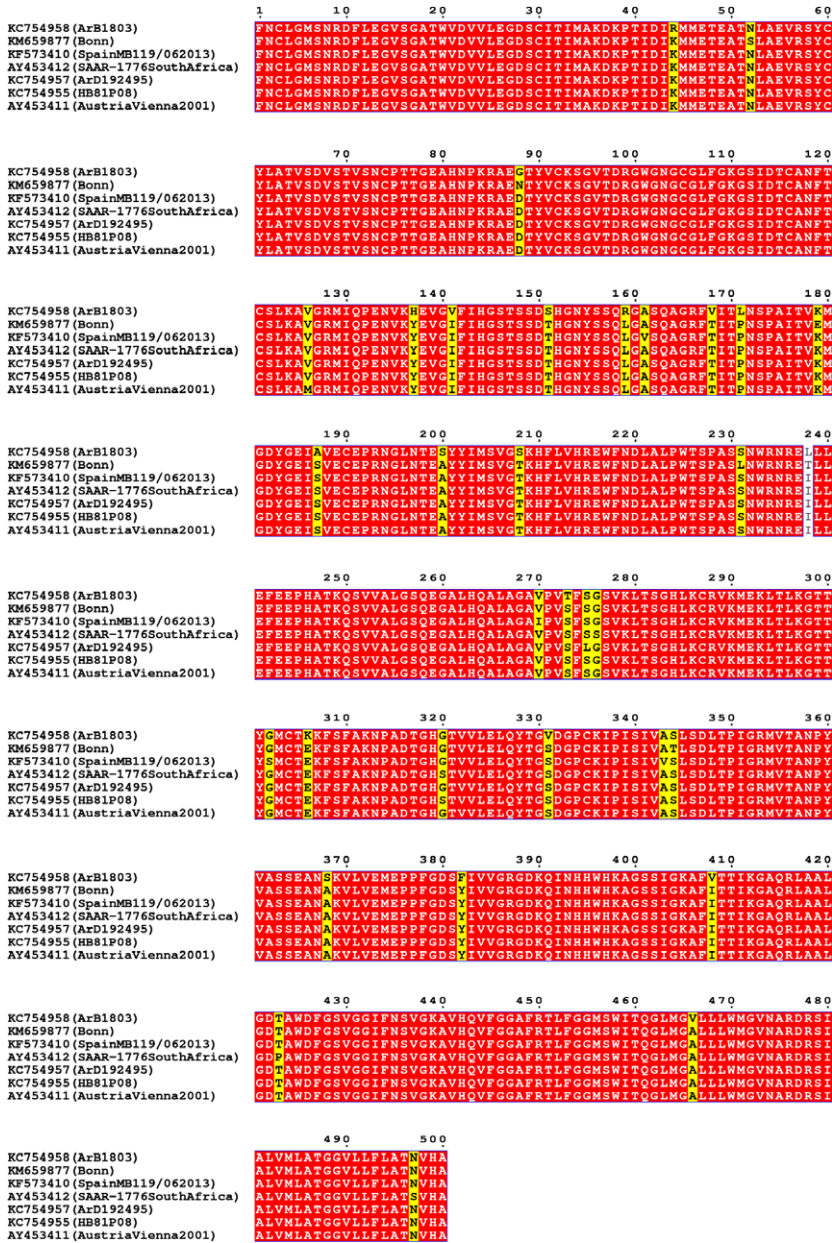 1 10 20 30 40 50 60
KC754958(ArB1803) FNCLGMSNRDFLEGVSGATWVDVVLEGDSCITIMAKDKPTIDIRMMETEATNLAEVRSYC
KM659877(Bonn) FNCLGMSNRDFLEGVSGATWVDVVLEGDSCITIMAKDKPTIDIKMMETEATSLAEVRSYC
KF573410(SpainMB119/062013) FNCLGMSNRDFLEGVSGATWVDVVLEGDSCITIMAKDKPTIDIKMMETEATNLAEVRSYC
AY453412(SAAR-1776SouthAfrica) FNCLGMSNRDFLEGVSGATWVDVVLEGDSCITIMAKDKPTIDIKMMETEATNLAEVRSYC
KC754957(ArD192495) FNCLGMSNRDFLEGVSGATWVDVVLEGDSCITIMAKDKPTIDIKMMETEATNLAEVRSYC
KC754955(HB81P08) FNCLGMSNRDFLEGVSGATWVDVVLEGDSCITIMAKDKPTIDIKMMETEATNLAEVRSYC
AY453411(AustriaVienna2001) FNCLGMSNRDFLEGVSGATWVDVVLEGDSCITIMAKDKPTIDIKMMETEATNLAEVRSYC
70 80 90 100 110 120
KC754958(ArB1803) YLATVSDVSTVSNCPTTGEAHNPKRAEGTYVCKSGVTDRGWGNGCGLFGKGSIDTCANFT
KM659877(Bonn) YLATVSDVSTVSNCPTTGEAHNPKRAENTYVCKSGVTDRGWGNGCGLFGKGSIDTCANFT
KF573410(SpainMB119/062013) YLATVSDVSTVSNCPTTGEAHNPKRAEDTYVCKSGVTDRGWGNGCGLFGKGSIDTCANFT
AY453412(SAAR-1776SouthAfrica) YLATVSDVSTVSNCPTTGEAHNPKRAEDTYVCKSGVTDRGWGNGCGLFGKGSIDTCANFT
KC754957(ArD192495) YLATVSDVSTVSNCPTTGEAHNPKRAEDTYVCKSGVTDRGWGNGCGLFGKGSIDTCANFT
KC754955(HB81P08) YLATVSDVSTVSNCPTTGEAHNPKRAEDTYVCKSGVTDRGWGNGCGLFGKGSIDTCANFT
AY453411(AustriaVienna2001) YLATVSDVSTVSNCPTTGEAHNPKRAEDTYVCKSGVTDRGWGNGCGLFGKGSIDTCANFT
130 140 150 160 170 180
KC754958(ArB1803) CSLKAVGRMIQPENVKHEVGVFIHGSTSSDSHGNYSSQRGASQAGRFVITLNSPAITVKM
KM659877(Bonn) CSLKAVGRMIQPENVKYEVGIFIHGSTSSDTHGNYSSQLGASQAGRFTITPNSPAITVEM
KF573410(SpainMB119/062013) CSLKAVGRMIQPENVKYEVGIFIHGSTSSDTHGNYSSQLGVSQAGRFTITPNSPAITVKM
AY453412(SAAR-1776SouthAfrica) CSLKAVGRMIQPENVKYEVGIFIHGSTSSDTHGNYSSQLGASQAGRFTITPNSPAITVKM
KC754957(ArD192495) CSLKAVGRMIQPENVKYEVGIFIHGSTSSDTHGNYSSQLGASQAGRFTITPNSPAITVKM
KC754955(HB81P08) CSLKAVGRMIQPENVKYEVGIFIHGSTSSDTHGNYSSQLGASQAGRFTITPNSPAITVKM
AY453411(AustriaVienna2001) CSLKAMGRMIQPENVKYEVGIFIHGSTSSDTHGNYSSQLGASQAGRFTITPNSPAITVKM
190 200 210 220 230 240
KC754958(ArB1803) GDYGEIAVECEPRNGLNTESYYIMSVGSKHFLVHREWFNDLALPWTSPASSNWRNRELLL
KM659877(Bonn) GDYGEISVECEPRNGLNTEAYYIMSVGTKHFLVHREWFNDLALPWTSPASLNWRNREILL
KF573410(SpainMB119/062013) GDYGEISVECEPRNGLNTEAYYIMSVGTKHFLVHREWFNDLALPWTSPASSNWRNREILL
AY453412(SAAR-1776SouthAfrica) GDYGEISVECEPRNGLNTEAYYIMSVGTKHFLVHREWFNDLALPWTSPASSNWRNREILL
KC754957(ArD192495) GDYGEISVECEPRNGLNTEAYYIMSVGTKHFLVHREWFNDLALPWTSPASSNWRNREILL
KC754955(HB81P08) GDYGEISVECEPRNGLNTEAYYIMSVGTKHFLVHREWFNDLALPWTSPASSNWRNREILL
AY453411(AustriaVienna2001) GDYGEISVECEPRNGLNTEAYYIMSVGTKHFLVHREWFNDLALPWTSPASSNWRNREILL
250 260 270 280 290 300
KC754958(ArB1803) EFEEPHATKQSVVALGSQEGALHQALAGAVPVTFSGSVKLTSGHLKCRVKMEKLTLKGTT
KM659877(Bonn) EFEEPHATKQSVVALGSQEGALHQALAGAVPVSFSGSVKLTSGHLKCRVKMEKLTLKGTT
KF573410(SpainMB119/062013) EFEEPHATKQSVVALGSQEGALHQALAGAIPVSFSGSVKLTSGHLKCRVKMEKLTLKGTT
AY453412(SAAR-1776SouthAfrica) EFEEPHATKQSVVALGSQEGALHQALAGAVPVSFSSSVKLTSGHLKCRVKMEKLTLKGTT
KC754957(ArD192495) EFEEPHATKQSVVALGSQEGALHQALAGAVPVSFLGSVKLTSGHLKCRVKMEKLTLKGTT
KC754955(HB81P08) EFEEPHATKQSVVALGSQEGALHQALAGAVPVSFSGSVKLTSGHLKCRVKMEKLTLKGTT
AY453411(AustriaVienna2001) EFEEPHATKQSVVALGSQEGALHQALAGAVPVSFSGSVKLTSGHLKCRVKMEKLTLKGTT
310 320 330 340 350 360
KC754958(ArB1803) YGMCTKKFSFAKNPADTGHGTVVLELQYTGVDGPCKIPISIVASLSDLTPIGRMVTANPY
KM659877(Bonn) YGMCTEKFSFAKNPADTGHGTVVLELQYTGSDGPCKIPISIVATLSDLTPIGRMVTANPY
KF573410(SpainMB119/062013) YSMCTEKFSFAKNPADTGHGTVVLELQYTGSDGPCKIPISIVVSLSDLTPIGRMVTANPY
AY453412(SAAR-1776SouthAfrica) YGMCTEKFSFAKNPADTGHSTVVLELQYTGSDGPCKIPISIVASLSDLTPIGRMVTANPY
KC754957(ArD192495) YGMCTEKFSFAKNPADTGHSTVVLELQYTGSDGPCKIPISIVASLSDLTPIGRMVTANPY
KC754955(HB81P08) YGMCTEKFSFAKNPADTGHSTVVLELQYTGSDGPCKIPISIVASLSDLTPIGRMVTANPY
AY453411(AustriaVienna2001) YGMCTEKFSFAKNPADTGHGTVVLELQYTGSDGPCKIPISIVASLSDLTPIGRMVTANPY
370 380 390 400 410 420
KC754958(ArB1803) VASSEANSKVLVEMEPPFGDSFIVVGRGDKQINHHWHKAGSSIGKAFVTTIKGAQRLAAL
KM659877(Bonn) VASSEANAKVLVEMEPPFGDSYIVVGRGDKQINHHWHKAGSSIGKAFITTIKGAQRLAAL
KF573410(SpainMB119/062013) VASSEANAKVLVEMEPPFGDSYIVVGRGDKQINHHWHKAGSSIGKAFITTIKGAQRLAAL
AY453412(SAAR-1776SouthAfrica) VASSEANAKVLVEMEPPFGDSYIVVGRGDKQINHHWHKAGSSIGKAFITTIKGAQRLAAL
KC754957(ArD192495) VASSEANAKVLVEMEPPFGDSYIVVGRGDKQINHHWHKAGSSIGKAFITTIKGAQRLAAL
KC754955(HB81P08) VASSEANAKVLVEMEPPFGDSYIVVGRGDKQINHHWHKAGSSIGKAFITTIKGAQRLAAL
AY453411(AustriaVienna2001) VASSEANAKVLVEMEPPFGDSYIVVGRGDKQINHHWHKAGSSIGKAFITTIKGAQRLAAL
430 440 450 460 470 480
KC754958(ArB1803) GDTAWDFGSVGGIFNSVGKAVHQVFGGAFRTLFGGMSWITQGLMGVLLLWMGVNARDRSI
KM659877(Bonn) GDTAWDFGSVGGIFNSVGKAVHQVFGGAFRTLFGGMSWITQGLMGALLLWMGVNARDRSI
KF573410(SpainMB119/062013) GDTAWDFGSVGGIFNSVGKAVHQVFGGAFRTLFGGMSWITQGLMGALLLWMGVNARDRSI
AY453412(SAAR-1776SouthAfrica) GDPAWDFGSVGGIFNSVGKAVHQVFGGAFRTLFGGMSWITQGLMGALLLWMGVNARDRSI
KC754957(ArD192495) GDTAWDFGSVGGIFNSVGKAVHQVFGGAFRTLFGGMSWITQGLMGALLLWMGVNARDRSI
KC754955(HB81P08) GDTAWDFGSVGGIFNSVGKAVHQVFGGAFRTLFGGMSWITQGLMGALLLWMGVNARDRSI
AY453411(AustriaVienna2001) GDTAWDFGSVGGIFNSVGKAVHQVFGGAFRTLFGGMSWITQGLMGALLLWMGVNARDRSI
490 500
KC754958(ArB1803) ALVMLATGGVLLFLATNVHA
KM659877(Bonn) ALVMLATGGVLLFLATNVHA
KF573410(SpainMB119/062013) ALVMLATGGVLLFLATNVHA
AY453412(SAAR-1776SouthAfrica) ALVMLATGGVLLFLATSVHA
KC754957(ArD192495) ALVMLATGGVLLFLATNVHA
KC754955(HB81P08) ALVMLATGGVLLFLATNVHA
AY453411(AustriaVienna2001) ALVMLATGGVLLFLATNVHA